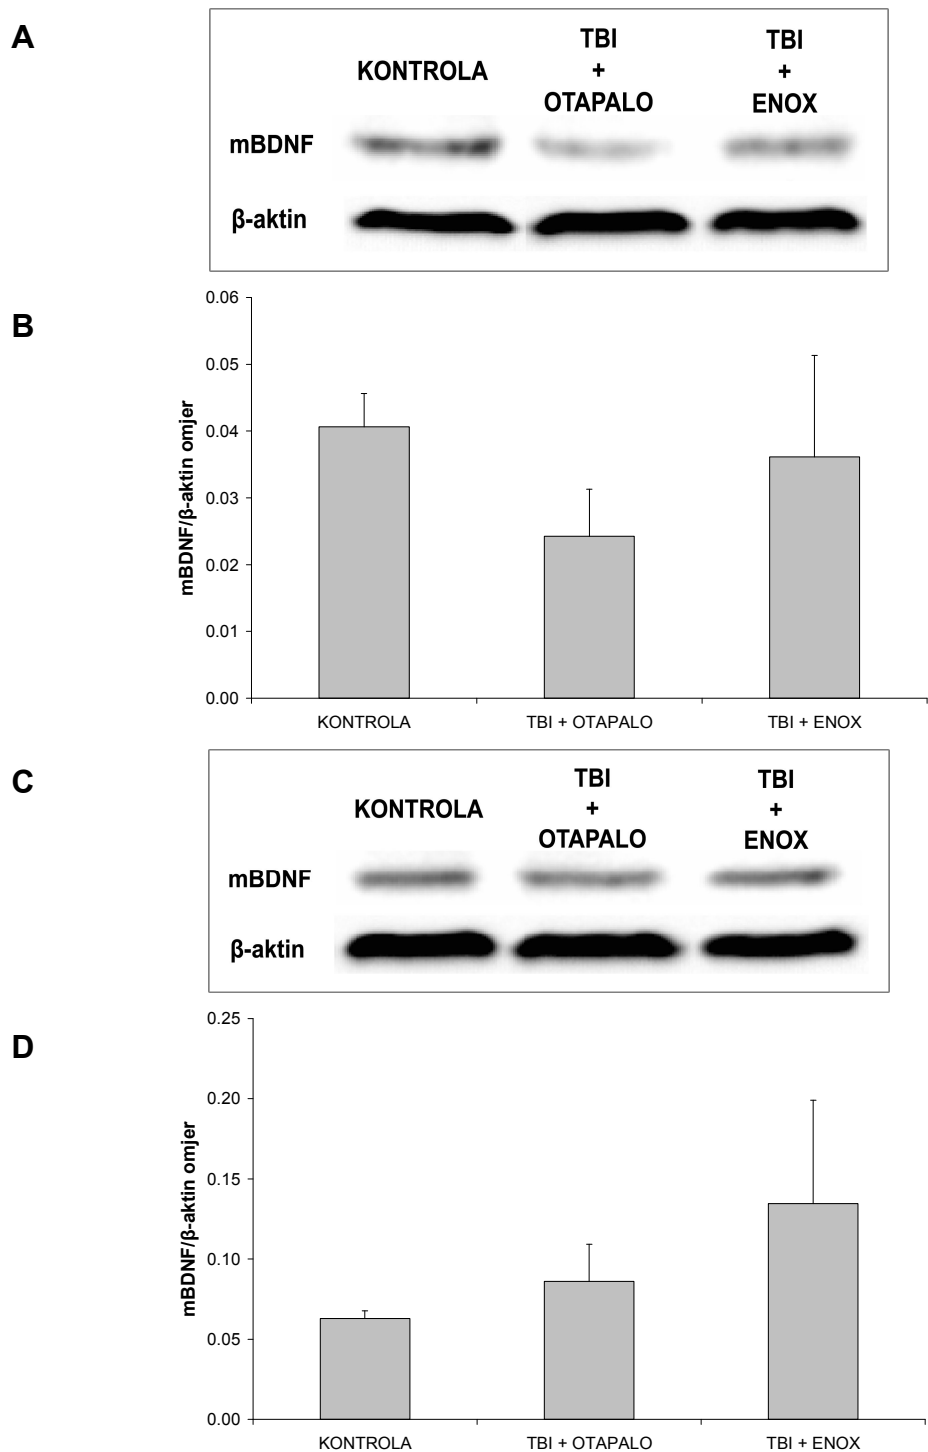 A
KONTROLA
TBI
+
OTAPALO
TBI
+
ENOX
mBDNF
β-aktin
B
mBDNF/β-aktin omjer
0.06
0.05
0.04
0.03
0.02
0.01
0.00
KONTROLA TBI + OTAPALO TBI + ENOX
C
KONTROLA
TBI
+
OTAPALO
TBI
+
ENOX
mBDNF
β-aktin
D
mBDNF/β-aktin omjer
0.25
0.20
0.15
0.10
0.05
0.00
KONTROLA TBI + OTAPALO TBI + ENOX